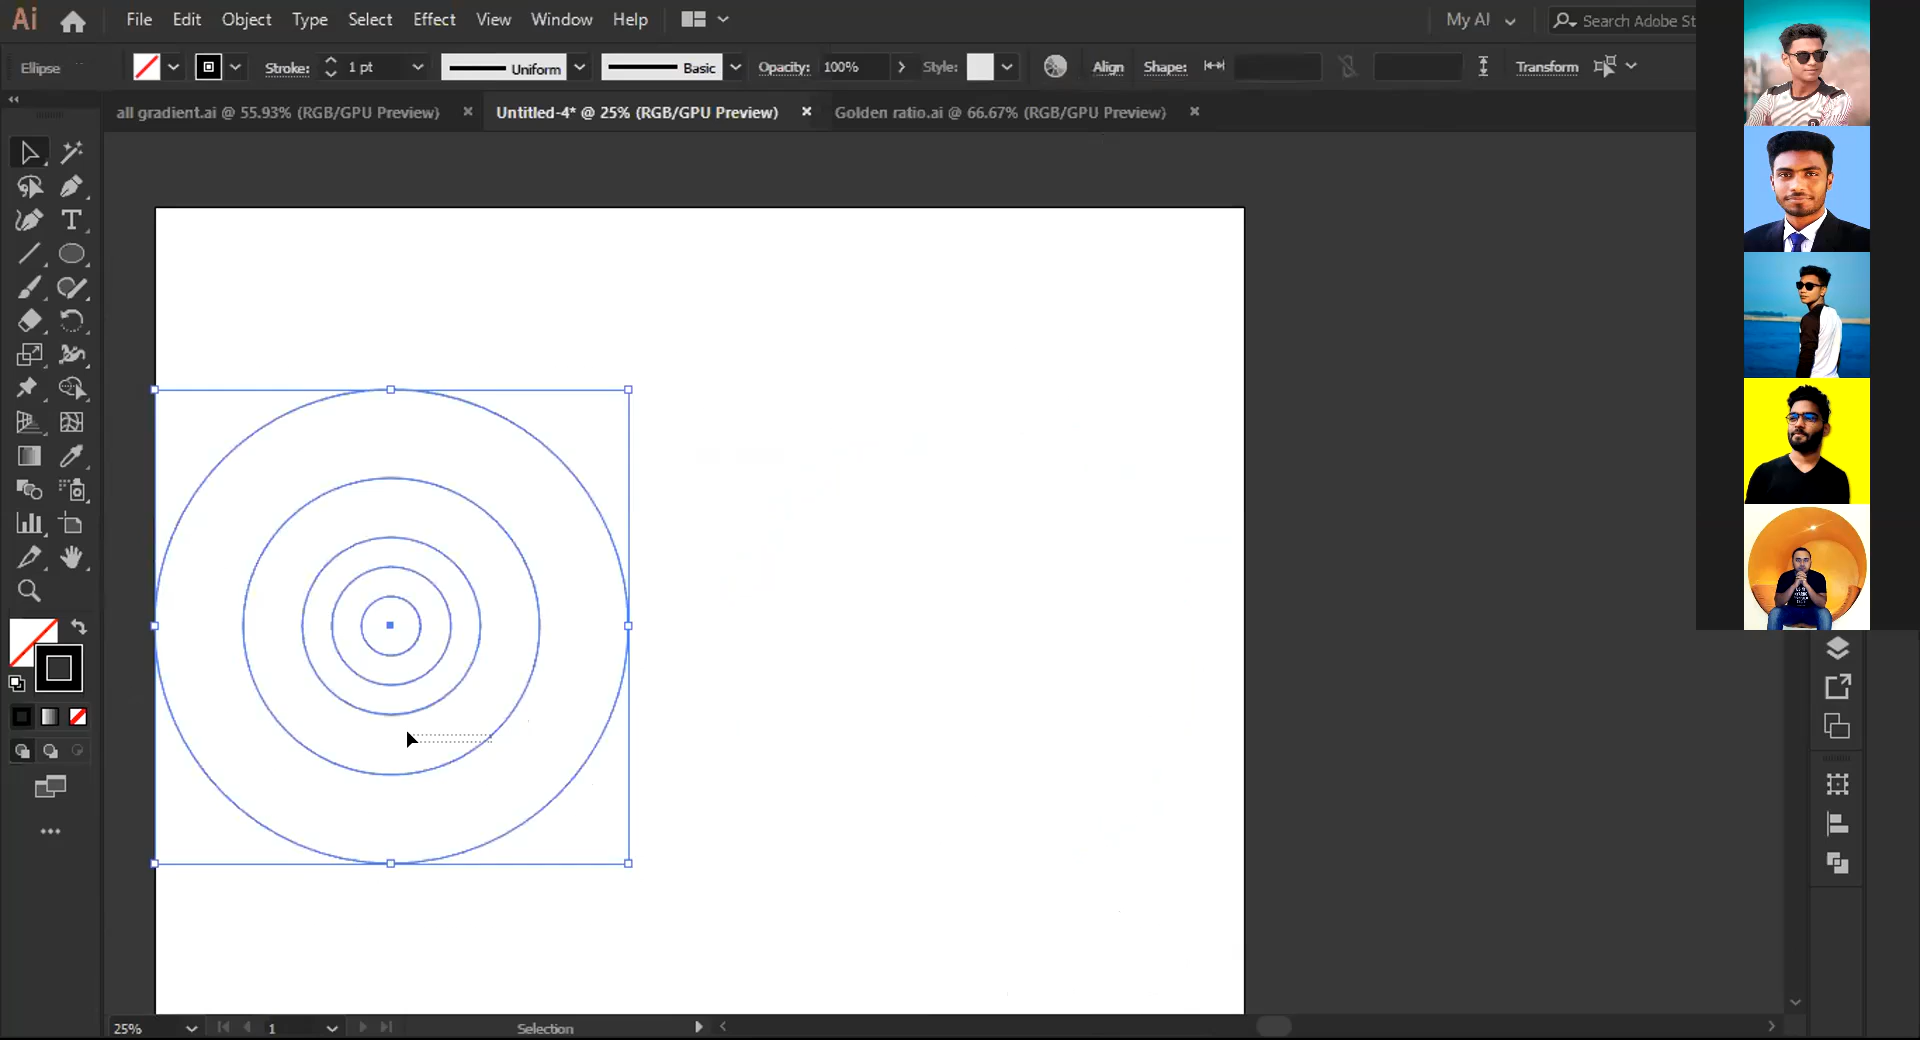 Ai File Edit Object Type Select Effect View Window Help My AI Search Adobe St
Ellipse Stroke: 1 pt Uniform Basic Opacity: 100% Style: Align Shape: Transform
all gradient.ai @ 55.93% (RGB/GPU Preview) Untitled-4* @ 25% (RGB/GPU Preview) Golden ratio.ai @ 66.67% (RGB/GPU Preview)
25% 1 Selection